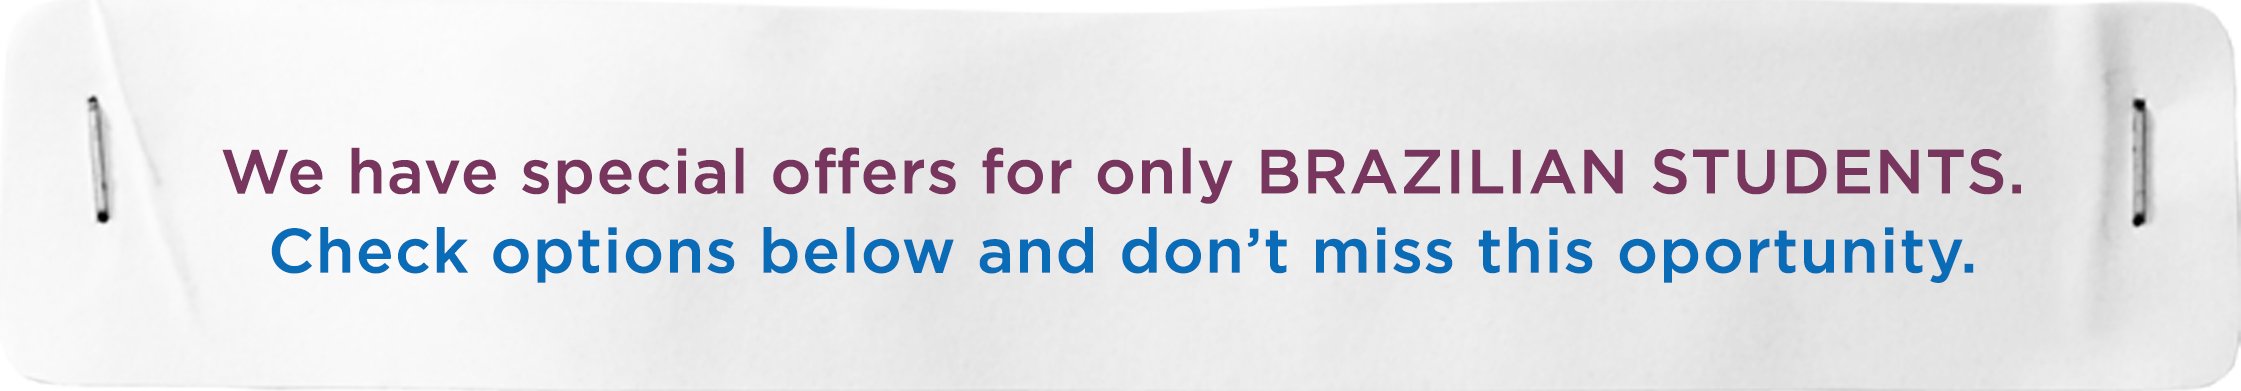 We have special offers for only BRAZILIAN STUDENTS.
Check options below and don’t miss this oportunity.